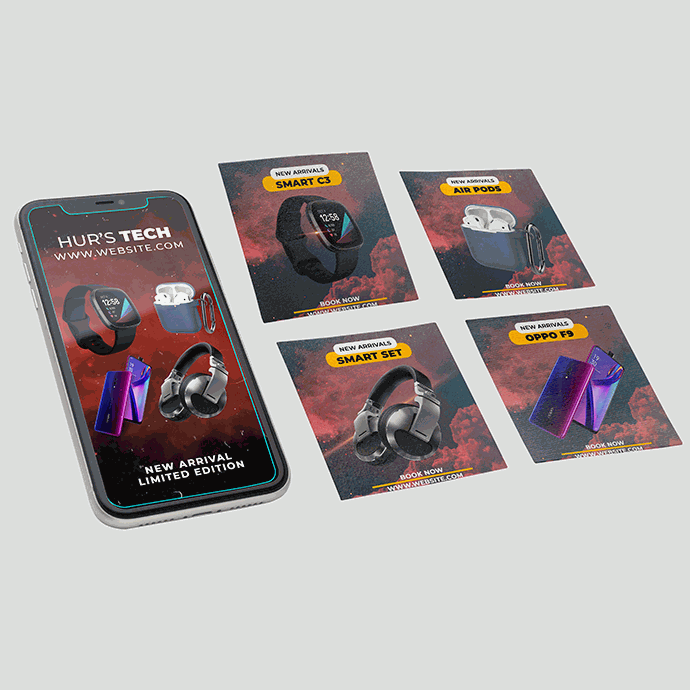 HUR'S TECH
WWW.WEBSITE.COM
12:58
NEW ARRIVAL
LIMITED EDITION
NEW ARRIVALS
SMART C3
12:58
BOOK NOW
WWW.WEBSITE.COM
NEW ARRIVALS
AIR PODS
BOOK NOW
WWW.WEBSITE.COM
NEW ARRIVALS
SMART SET
BOOK NOW
WWW.WEBSITE.COM
NEW ARRIVALS
OPPO F9
BOOK NOW
WWW.WEBSITE.COM